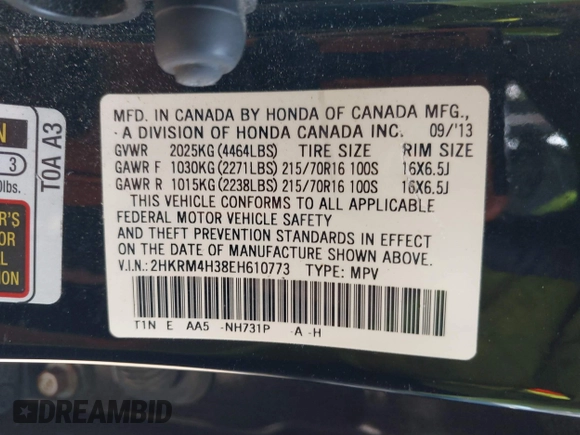 MFD. IN CANADA BY HONDA OF CANADA MFG.,
A DIVISION OF HONDA CANADA INC. 09/'13
GVWR 2025KG (4464LBS) TIRE SIZE RIM SIZE
GAWR F 1030KG (2271LBS) 215/70R16 100S 16X6.5J
GAWR R 1015KG (2238LBS) 215/70R16 100S 16X6.5J
THIS VEHICLE CONFORMS TO ALL APPLICABLE
FEDERAL MOTOR VEHICLE SAFETY
AND THEFT PREVENTION STANDARDS IN EFFECT
ON THE DATE OF MANUFACTURE SHOWN ABOVE.
V.I.N.: 2HKRM4H38EH610773 TYPE: MPV
T1N E AA5 -NH731P -A -H
3
lbs.
TOA A3
DREAMBID